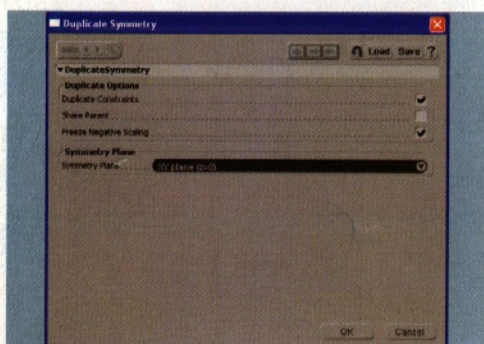 Duplicate Symmetry
auto
Load Save ?
DuplicateSymmetry
Duplicate Options
Duplicate Constraints
Share Parent
Freeze Negative Scaling
Symmetry Plane
Symmetry Plane XY plane (z=0)
OK Cancel